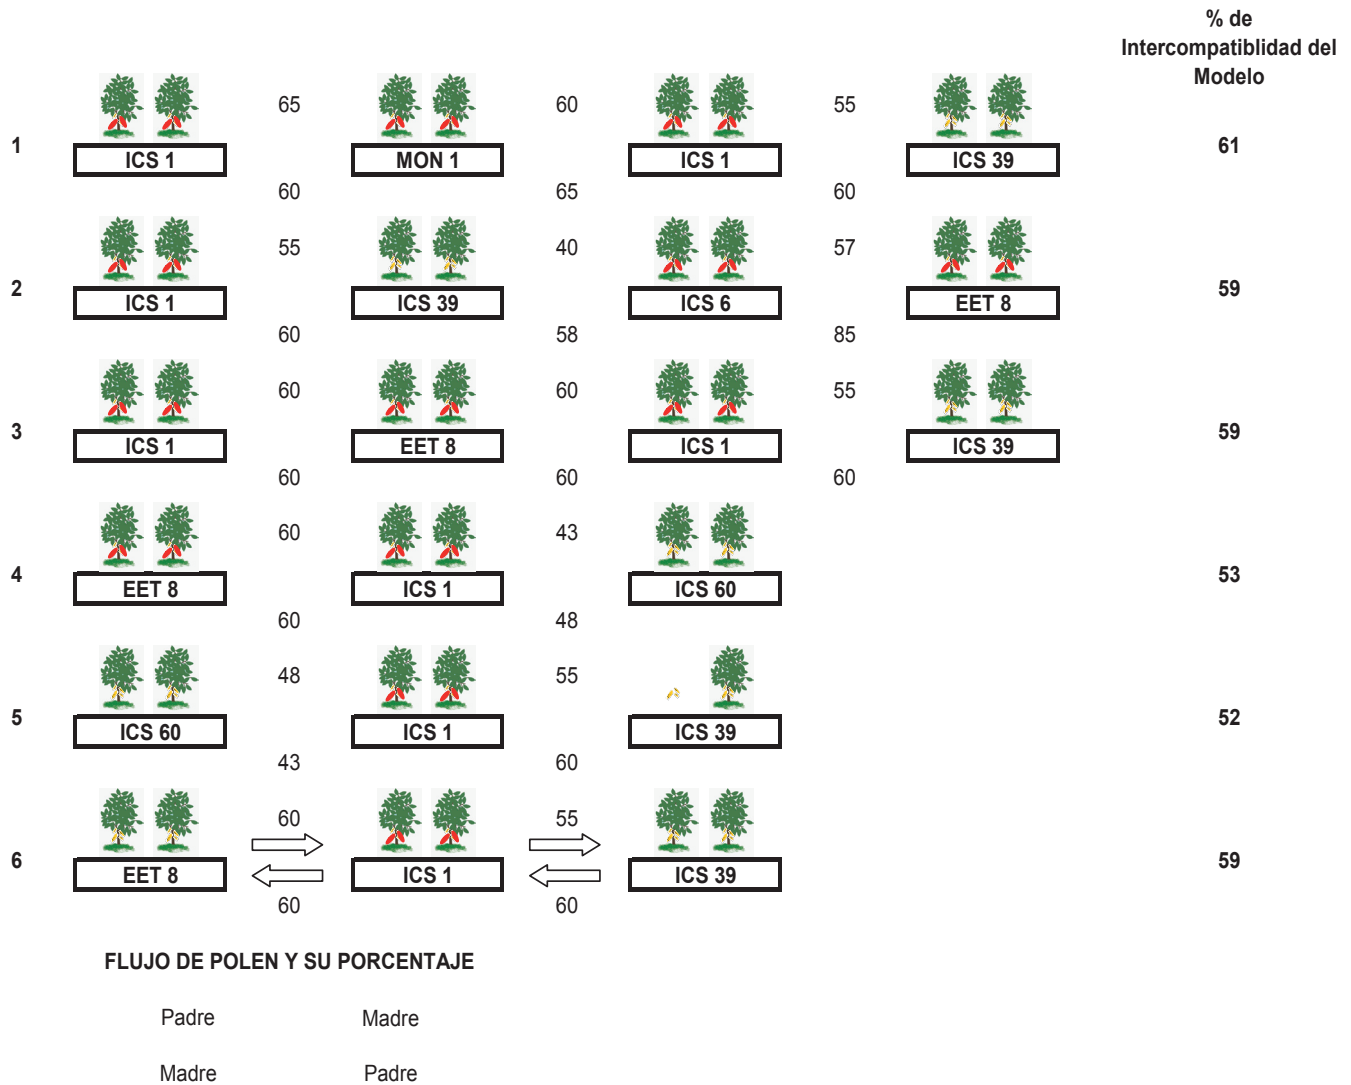 % de
Intercompatiblidad del
Modelo
65 60 55
1 ICS 1 MON 1 ICS 1 ICS 39 61
60 65 60
55 40 57
2 ICS 1 ICS 39 ICS 6 EET 8 59
60 58 85
60 60 55
3 ICS 1 EET 8 ICS 1 ICS 39 59
60 60 60
60 43
4 EET 8 ICS 1 ICS 60 53
60 48
48 55
5 ICS 60 ICS 1 ICS 39 52
43 60
60 55
6 EET 8 ICS 1 ICS 39 59
60 60
FLUJO DE POLEN Y SU PORCENTAJE
Padre Madre
Madre Padre